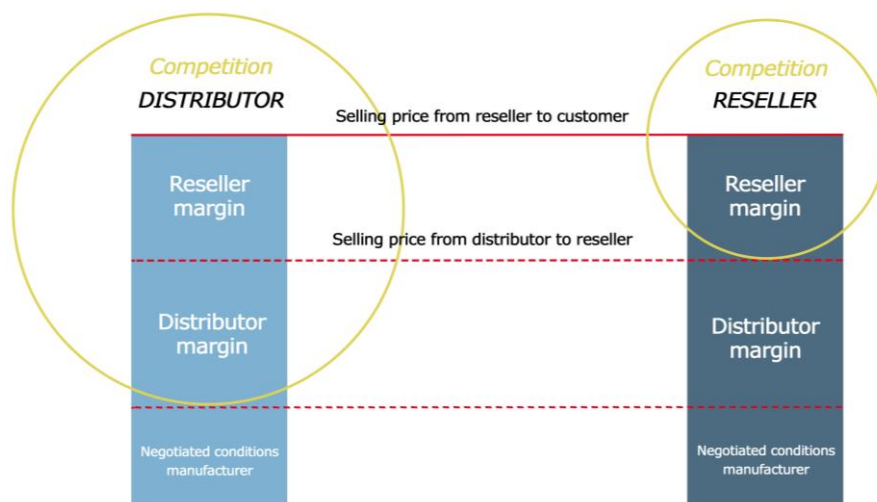 Competition
DISTRIBUTOR
Competition
RESELLER
Selling price from reseller to customer
Reseller
margin
Reseller
margin
Selling price from distributor to reseller
Distributor
margin
Distributor
margin
Negotiated conditions
manufacturer
Negotiated conditions
manufacturer